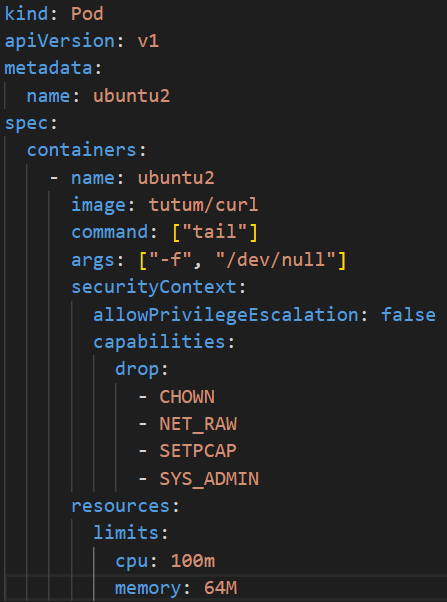 kind: Pod
apiVersion: v1
metadata:
  name: ubuntu2
spec:
  containers:
    - name: ubuntu2
      image: tutum/curl
      command: ["tail"]
      args: ["-f", "/dev/null"]
      securityContext:
        allowPrivilegeEscalation: false
        capabilities:
          drop:
            - CHOWN
            - NET_RAW
            - SETPCAP
            - SYS_ADMIN
      resources:
        limits:
          cpu: 100m
          memory: 64M